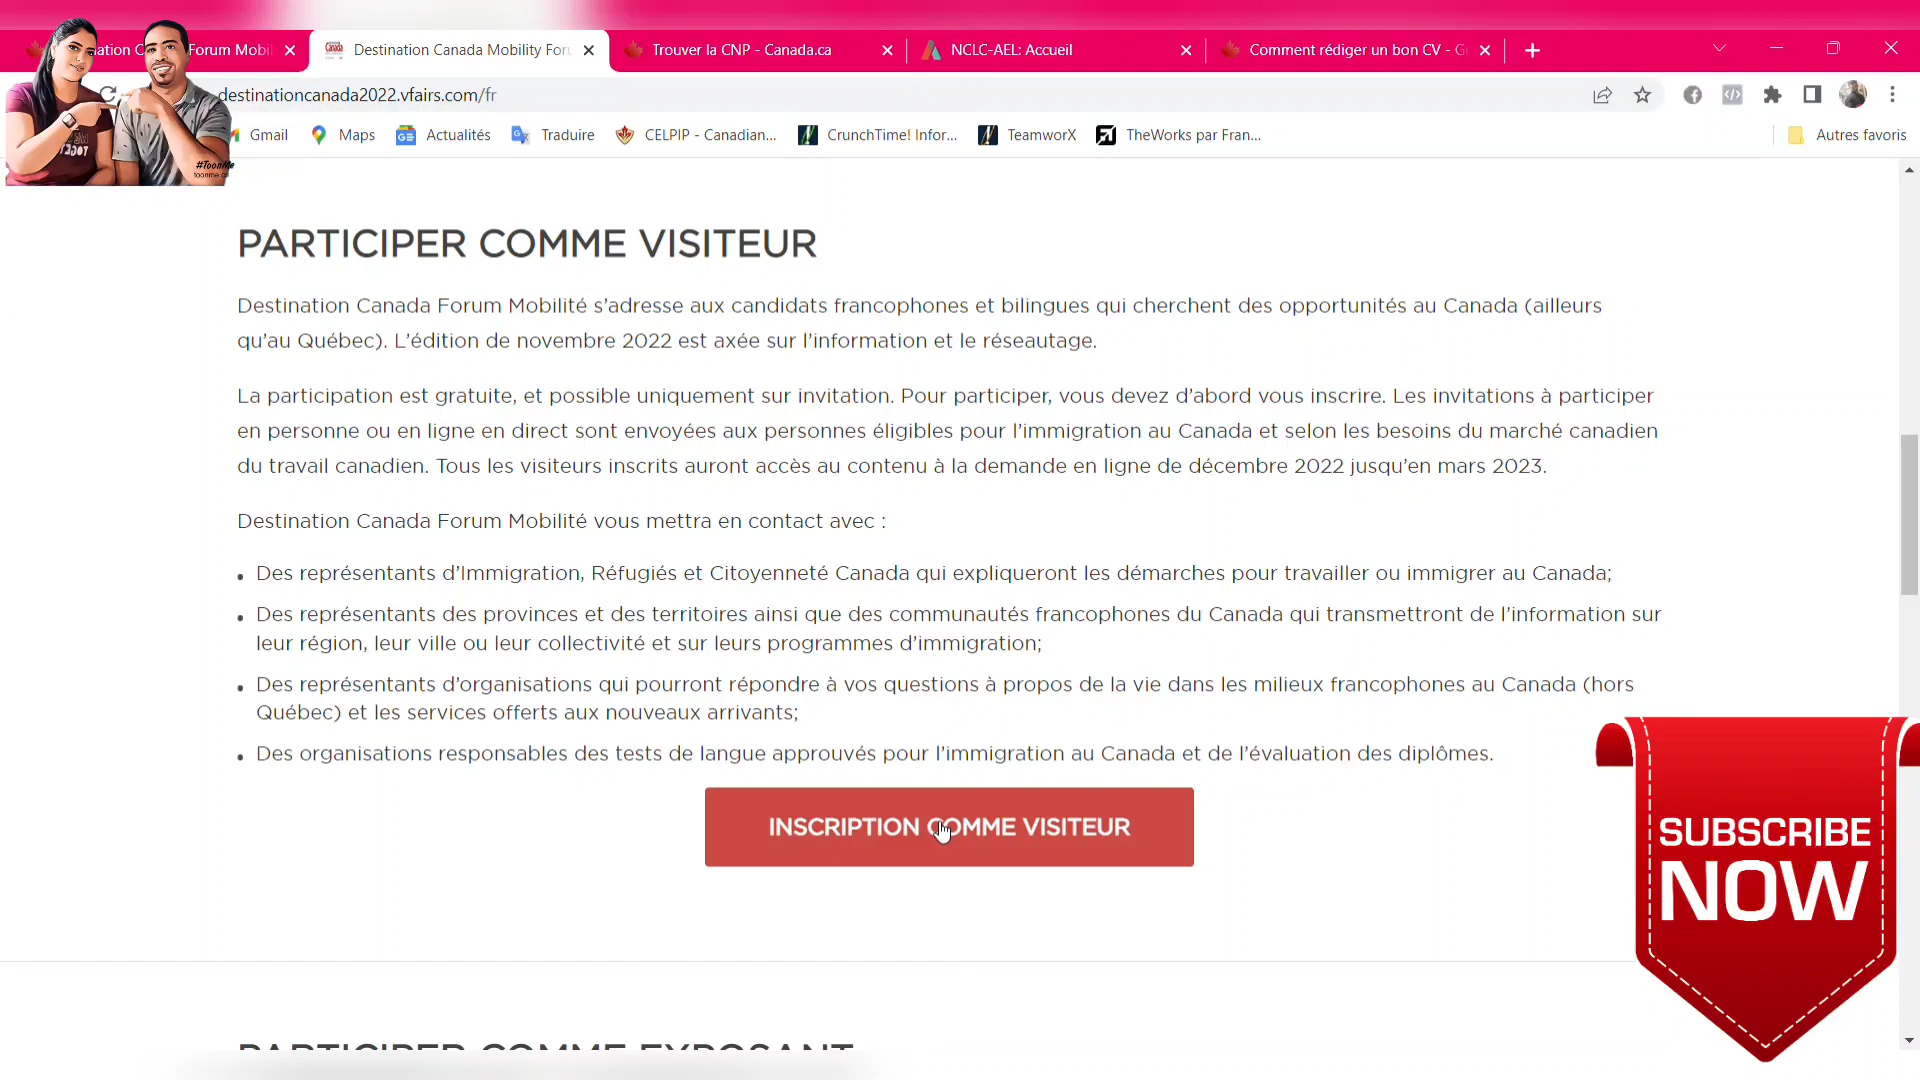 ation C
Forum Mobil
Destination Canada Mobility For
Trouver la CNP - Canada.ca
NCLC-AEL: Accueil
Comment rédiger un bon CV - G
destinationcanada2022.vfairs.com/fr
Gmail
Maps
Actualités
Traduire
CELPIP - Canadian...
CrunchTime! Infor...
TeamworX
TheWorks par Fran...
Autres favoris
#ToonMe
PARTICIPER COMME VISITEUR
Destination Canada Forum Mobilité s’adresse aux candidats francophones et bilingues qui cherchent des opportunités au Canada (ailleurs
qu’au Québec). L’édition de novembre 2022 est axée sur l’information et le réseautage.
La participation est gratuite, et possible uniquement sur invitation. Pour participer, vous devez d’abord vous inscrire. Les invitations à participer
en personne ou en ligne en direct sont envoyées aux personnes éligibles pour l’immigration au Canada et selon les besoins du marché canadien
du travail canadien. Tous les visiteurs inscrits auront accès au contenu à la demande en ligne de décembre 2022 jusqu’en mars 2023.
Destination Canada Forum Mobilité vous mettra en contact avec :
• Des représentants d’Immigration, Réfugiés et Citoyenneté Canada qui expliqueront les démarches pour travailler ou immigrer au Canada;
• Des représentants des provinces et des territoires ainsi que des communautés francophones du Canada qui transmettront de l’information sur
leur région, leur ville ou leur collectivité et sur leurs programmes d’immigration;
• Des représentants d’organisations qui pourront répondre à vos questions à propos de la vie dans les milieux francophones au Canada (hors
Québec) et les services offerts aux nouveaux arrivants;
• Des organisations responsables des tests de langue approuvés pour l’immigration au Canada et de l’évaluation des diplômes.
INSCRIPTION COMME VISITEUR
SUBSCRIBE
NOW
PARTICIPER COMME EXPOSANT